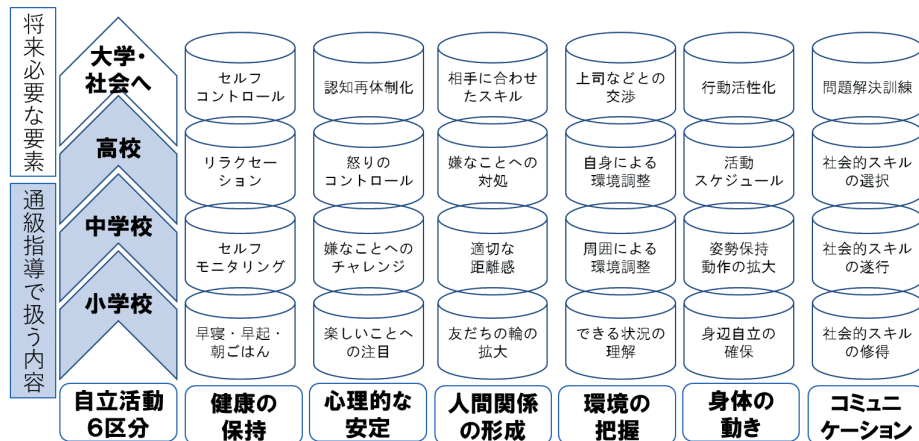 将来必要な要素
通級指導で扱う内容
大学・
社会へ
高校
中学校
小学校
セルフ
コントロール
認知再体制化
相手に合わせ
たスキル
上司などとの
交渉
行動活性化
問題解決訓練
リラクセー
ション
怒りの
コントロール
嫌なことへの
対処
自身による
環境調整
活動
スケジュール
社会的スキル
の選択
セルフ
モニタリング
嫌なことへの
チャレンジ
適切な
距離感
周囲による
環境調整
姿勢保持
動作の拡大
社会的スキル
の遂行
早寝・早起・
朝ごはん
楽しいことへ
の注目
友だちの輪の
拡大
できる状況の
理解
身辺自立の
確保
社会的スキル
の修得
自立活動
6区分
健康の
保持
心理的な
安定
人間関係
の形成
環境の
把握
身体の
動き
コミュニ
ケーション